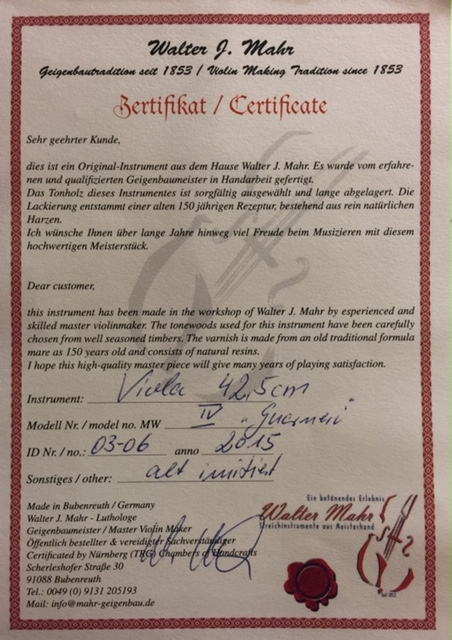 Walter J. Mahr
Geigenbautradition seit 1853 / Violin Making Tradition since 1853
Zertifikat / Certificate
Sehr geehrter Kunde,
dies ist ein Original-Instrument aus dem Hause Walter J. Mahr. Es wurde vom erfahre-
nen und qualifizierten Geigenbaumeister in Handarbeit gefertigt.
Das Tonholz dieses Instrumentes ist sorgfältig ausgewählt und lange abgelagert. Die
Lackierung entstammt einer alten 150 jährigen Rezeptur, bestehend aus rein natürlichen
Harzen.
Ich wünsche Ihnen über lange Jahre hinweg viel Freude beim Musizieren mit diesem
hochwertigen Meisterstück.
Dear customer,
this instrument has been made in the workshop of Walter J. Mahr by esperienced and
skilled master violinmaker. The tonewoods used for this instrument have been carefully
chosen from well seasoned timbers. The varnish is made from an old traditional formula
mare as 150 years old and consists of natural resins.
I hope this high-quality master piece will give many years of playing satisfaction.
Instrument: Viola 42,5cm
Modell Nr. / model no. MW IV "Guarneri"
ID Nr. / no.: 03-06 anno 2015
Sonstiges / other: alt imitiert
Made in Bubenreuth / Germany
Walter J. Mahr - Luthologe
Geigenbaumeister / Master Violin Maker
Öffentlich bestellter & vereidigter Sachverständiger
Certificated by Nürnberg (TRG) Chambers of Handcrafts
Scherleshofer Straße 30
91088 Bubenreuth
Tel.: 0049 (0) 9131 205193
Mail: info@mahr-geigenbau.de
Ein betönendes Erlebnis
Walter Mahr
Streichinstrumente aus Meisterhand